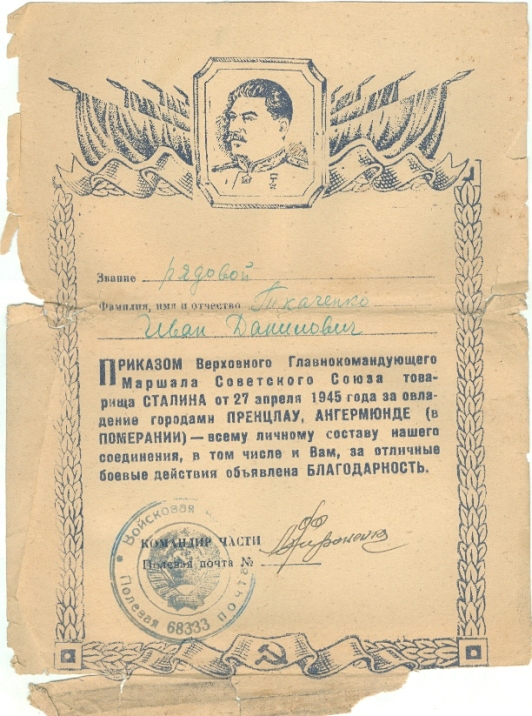 Звание рядовой
Фамилия, имя и отчество Тихаченко
Иван Данилович
ПРИКАЗОМ Верховного Главнокомандующего
Маршала Советского Союза това-
рища СТАЛИНА от 27 апреля 1945 года за овла-
дение городами ПРЕНЦЛАУ, АНГЕРМЮНДЕ (в
ПОМЕРАНИИ) — всему личному составу нашего
соединения, в том числе и Вам, за отличные
боевые действия объявлена БЛАГОДАРНОСТЬ.
КОМАНДИР ЧАСТИ
Полевая почта №
Войсковая
Полевая почта
68333